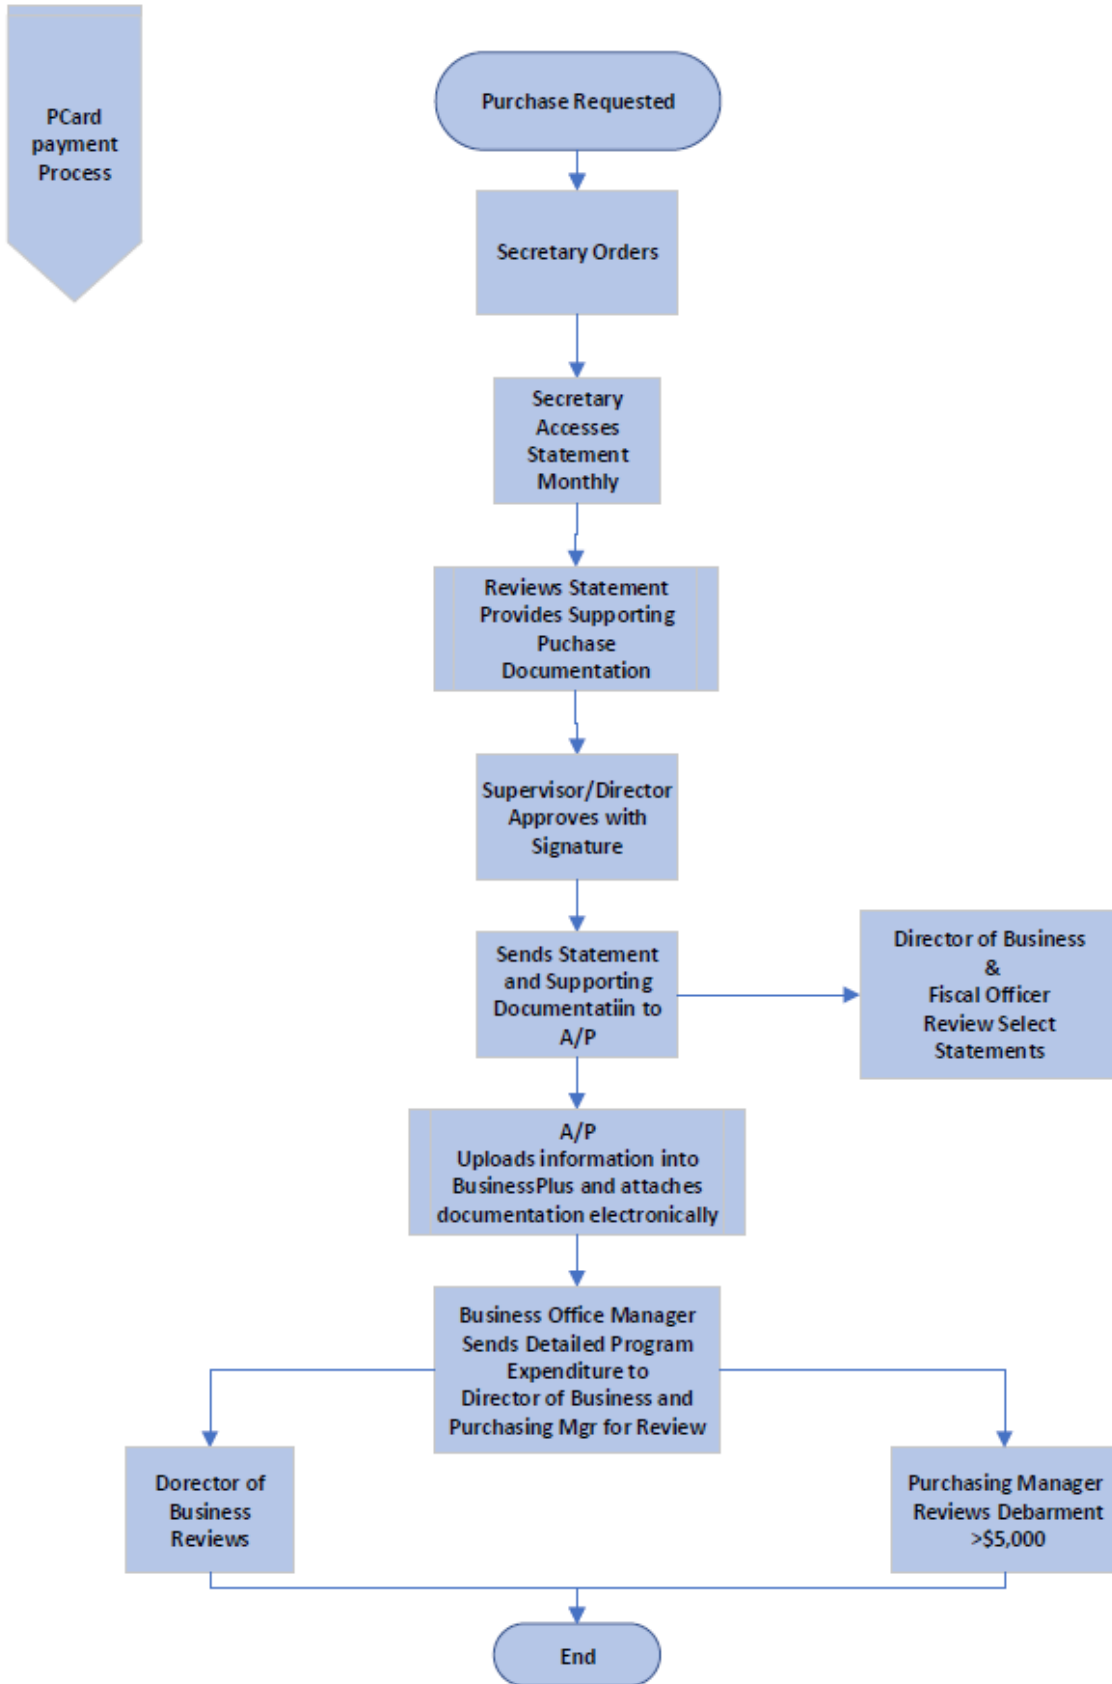 PCard
payment
Process
Purchase Requested
Secretary Orders
Secretary
Accesses
Statement
Monthly
Reviews Statement
Provides Supporting
Puchase
Documentation
Supervisor/Director
Approves with
Signature
Sends Statement
and Supporting
Documentatiin to
A/P
Director of Business
&
Fiscal Officer
Review Select
Statements
A/P
Uploads information into
BusinessPlus and attaches
documentation electronically
Business Office Manager
Sends Detailed Program
Expenditure to
Director of Business and
Purchasing Mgr for Review
Dorector of
Business
Reviews
Purchasing Manager
Reviews Debarment
>$5,000
End